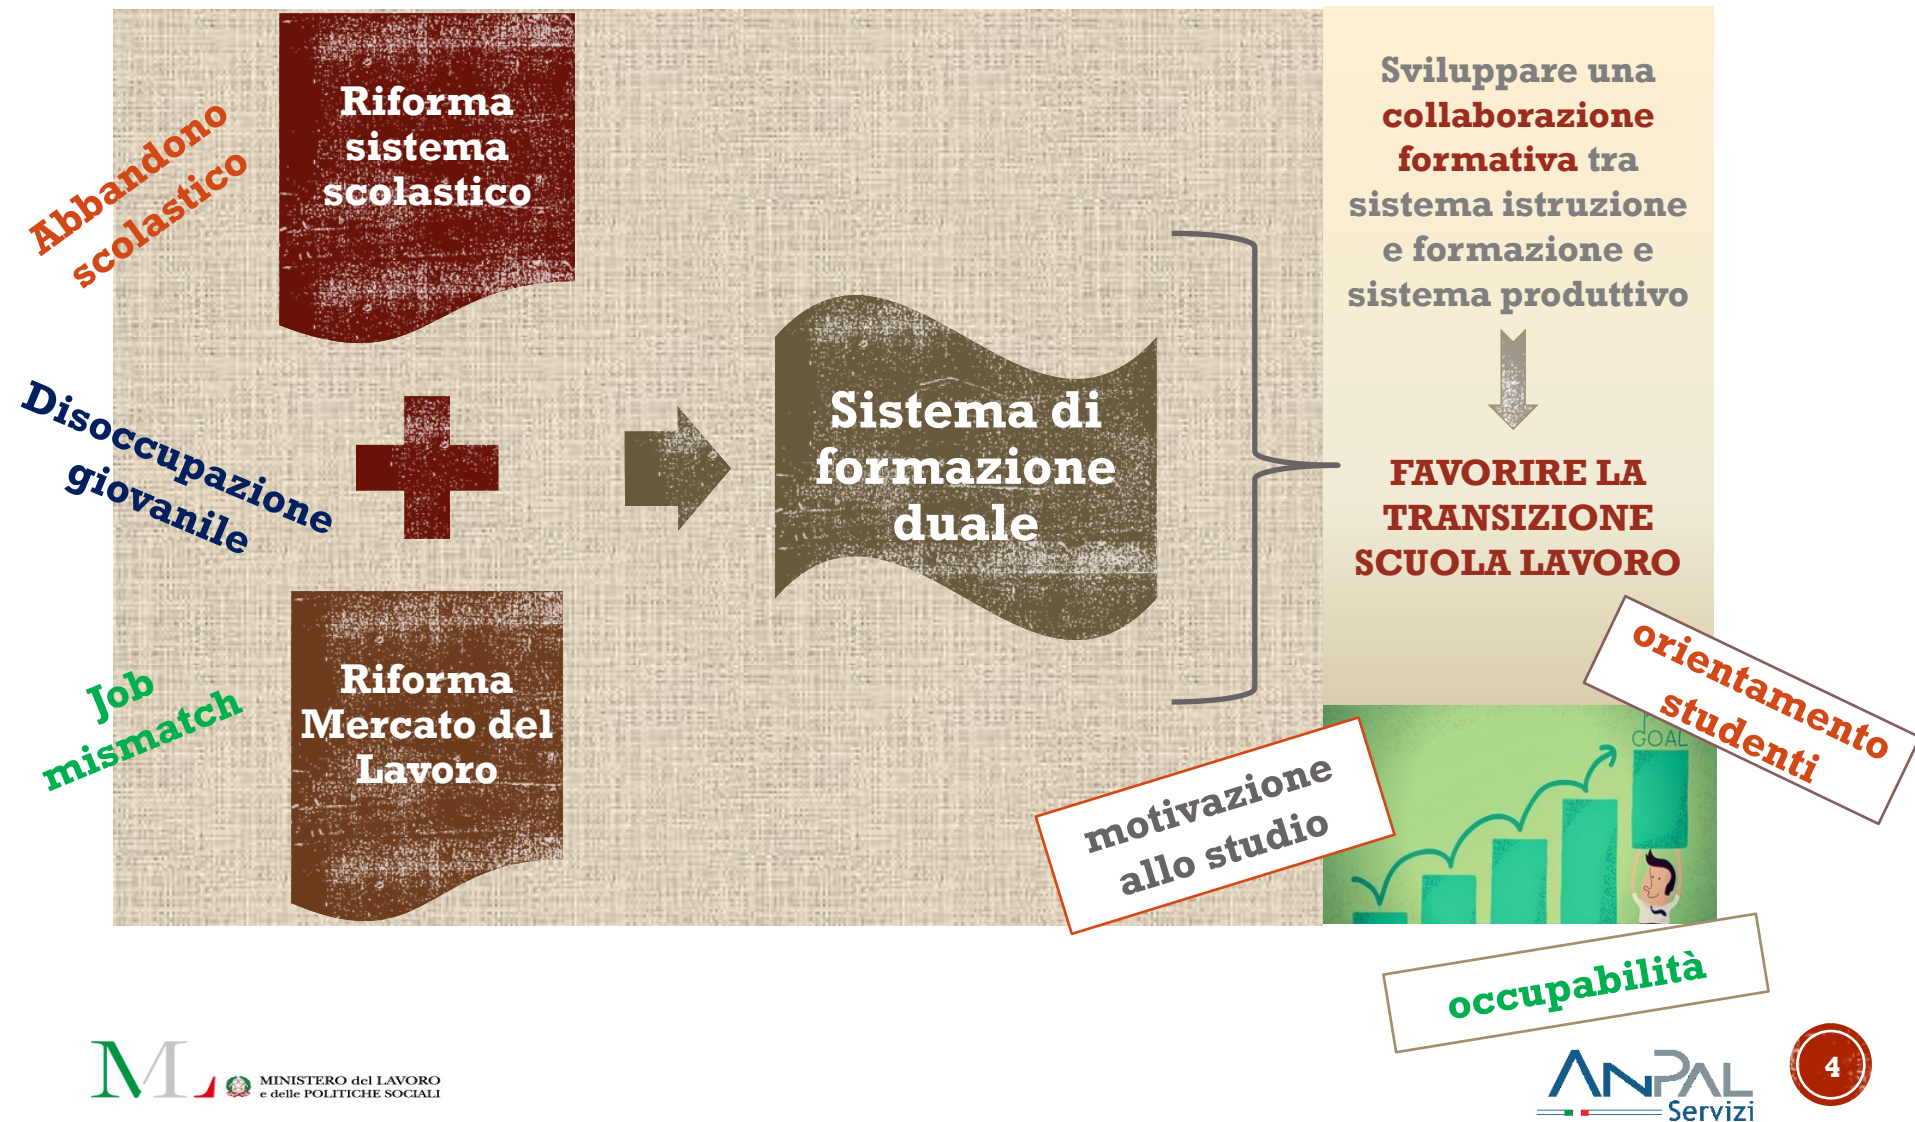 Abbandono
scolastico
Riforma
sistema
scolastico
Disoccupazione
giovanile
Job
mismatch
Riforma
Mercato del
Lavoro
Sistema di
formazione
duale
Sviluppare una
collaborazione
formativa tra
sistema istruzione
e formazione e
sistema produttivo
FAVORIRE LA
TRANSIZIONE
SCUOLA LAVORO
orientamento
studenti
GOAL
motivazione
allo studio
occupabilità
ML
MINISTERO del LAVORO
e delle POLITICHE SOCIALI
ANPAL
Servizi
4